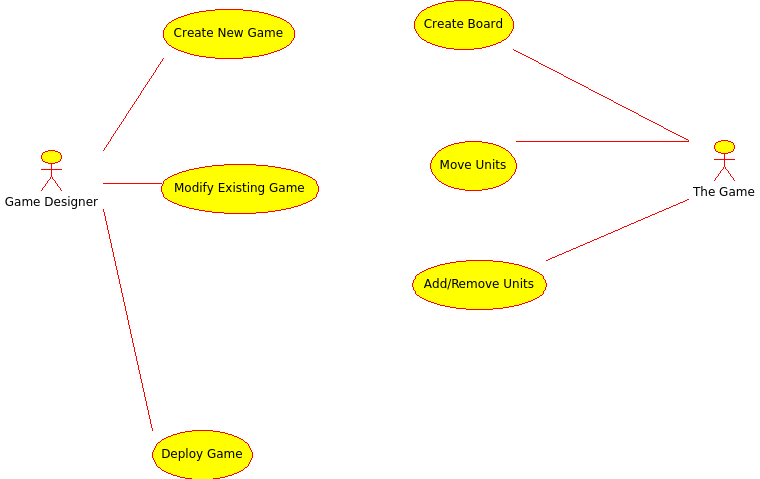 Create New Game
Create Board
Move Units
Modify Existing Game
The Game
Game Designer
Add/Remove Units
Deploy Game